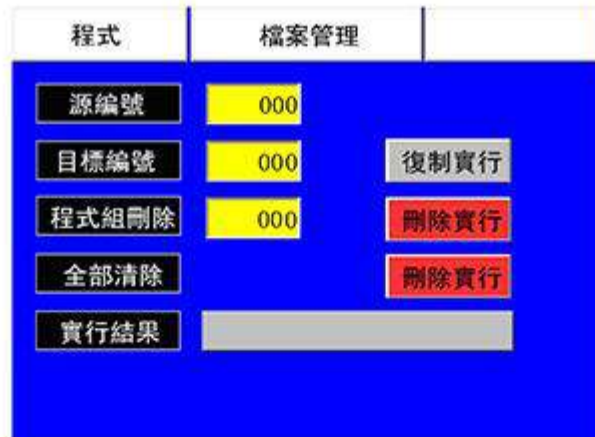 程式 檔案管理
源編號 000
目標編號 000 復制實行
程式組刪除 000 刪除實行
全部清除 刪除實行
實行結果